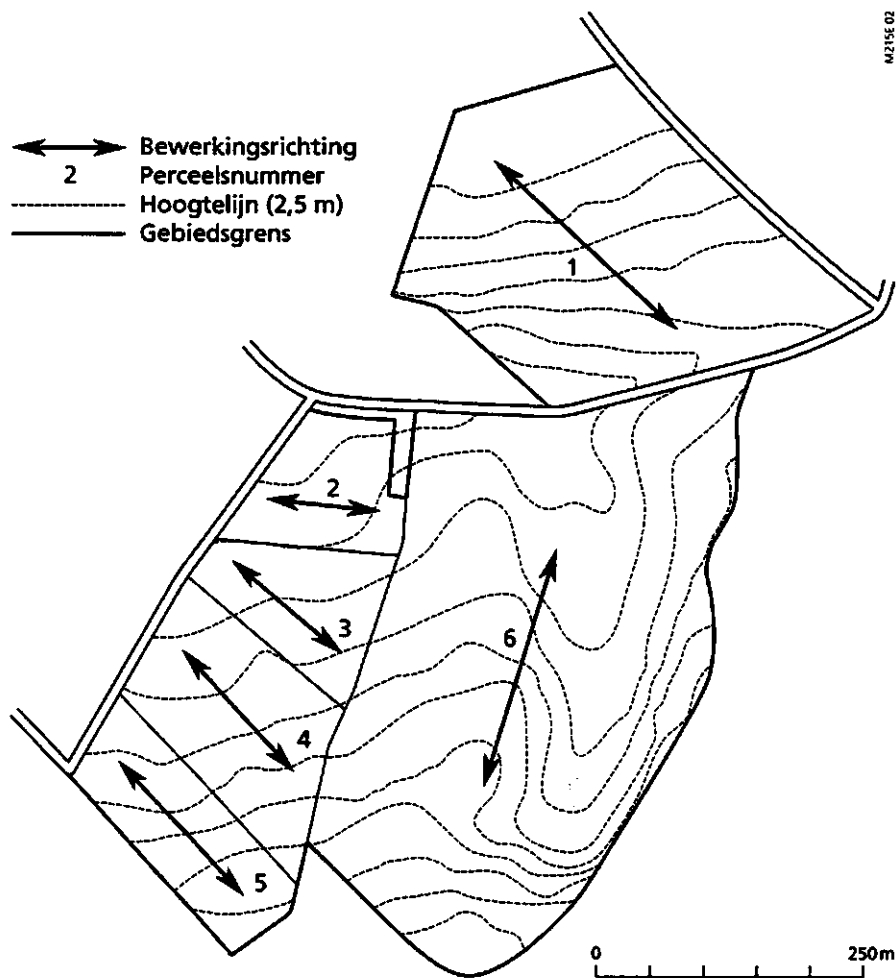 M215E 02
Bewerkingsrichting
2 Perceelsnummer
Hoogtelijn (2,5 m)
Gebiedsgrens
1
2
3
6
4
5
0 250m